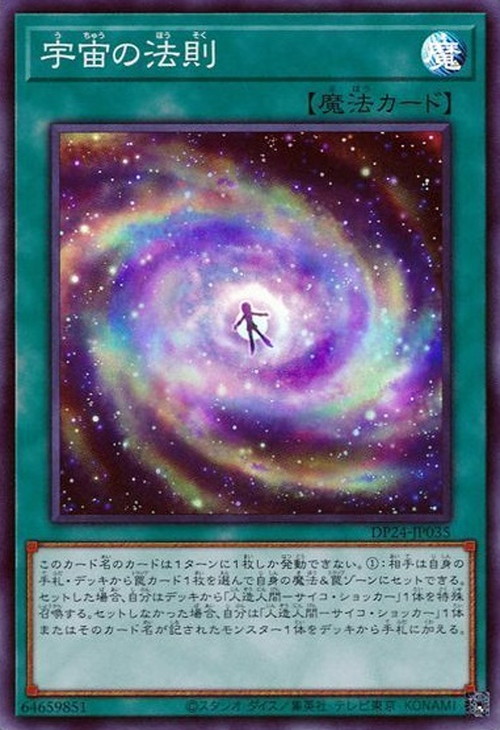 宇宙の法則
魔
【魔法カード】
DP24-JP035
このカード名のカードは1ターンに1枚しか発動できない。①:相手は自身の
手札・デッキから罠カード1枚を選んで自身の魔法&罠ゾーンにセットできる。
セットした場合、自分はデッキから「人造人間-サイコ・ショッカー」1体を特殊
召喚する。セットしなかった場合、自分は「人造人間-サイコ・ショッカー」1体
またはそのカード名が記されたモンスター1体をデッキから手札に加える。
64659851
©スタジオ・ダイス/集英社・テレビ東京・KONAMI